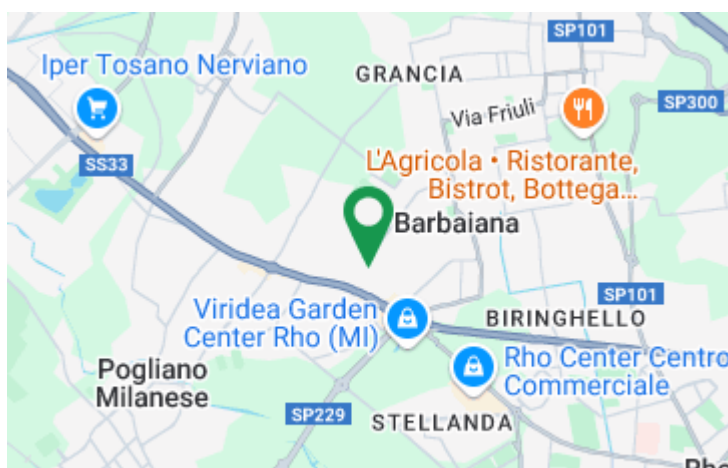 SP101
Iper Tosano Nerviano
GRANCIA
SP300
Via Friuli
SS33
L'Agricola • Ristorante,
Bistrot, Bottega...
Barbaiana
SP101
Viridea Garden
Center Rho (MI)
BIRINGHELLO
Rho Center Centro
Commerciale
Pogliano
Milanese
SP229
STELLANDA